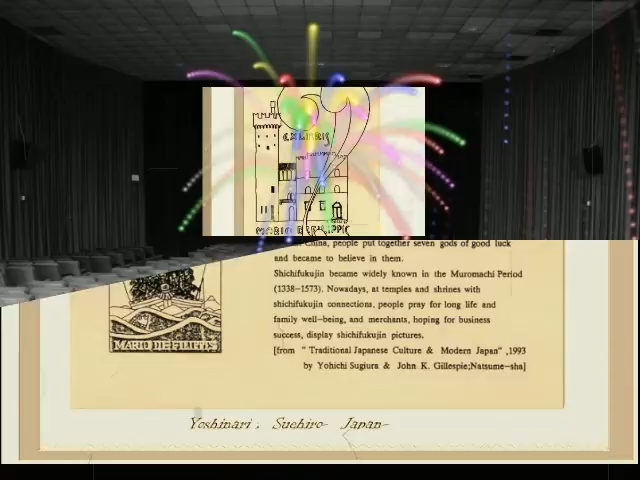 EX LIBRIS
MARIO DE FILIPPIS
China, people put together seven gods of good luck
and became to believe in them.
Shichifukujin became widely known in the Muromachi Period
(1338–1573). Nowadays, at temples and shrines with
shichifukujin connections, people pray for long life and
family well–being, and merchants, hoping for business
success, display shichifukujin pictures.
[from " Traditional Japanese Culture & Modern Japan" ,1993
by Yohichi Sugiura & John K. Gillespie;Natsume–sha]
MARIO DE FILIPPIS
Yoshinari. Suehiro- Japan-